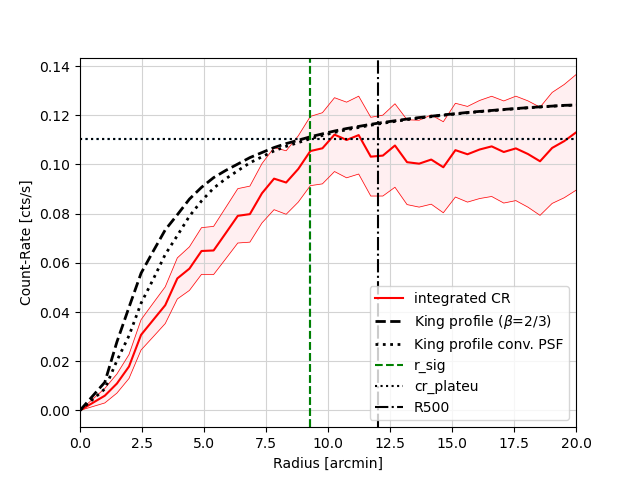 0.14
0.12
0.10
0.08
0.06
0.04
0.02
0.00
Count-Rate [cts/s]
integrated CR
King profile (β=2/3)
King profile conv. PSF
r_sig
cr_plateu
R500
0.0 2.5 5.0 7.5 10.0 12.5 15.0 17.5 20.0
Radius [arcmin]